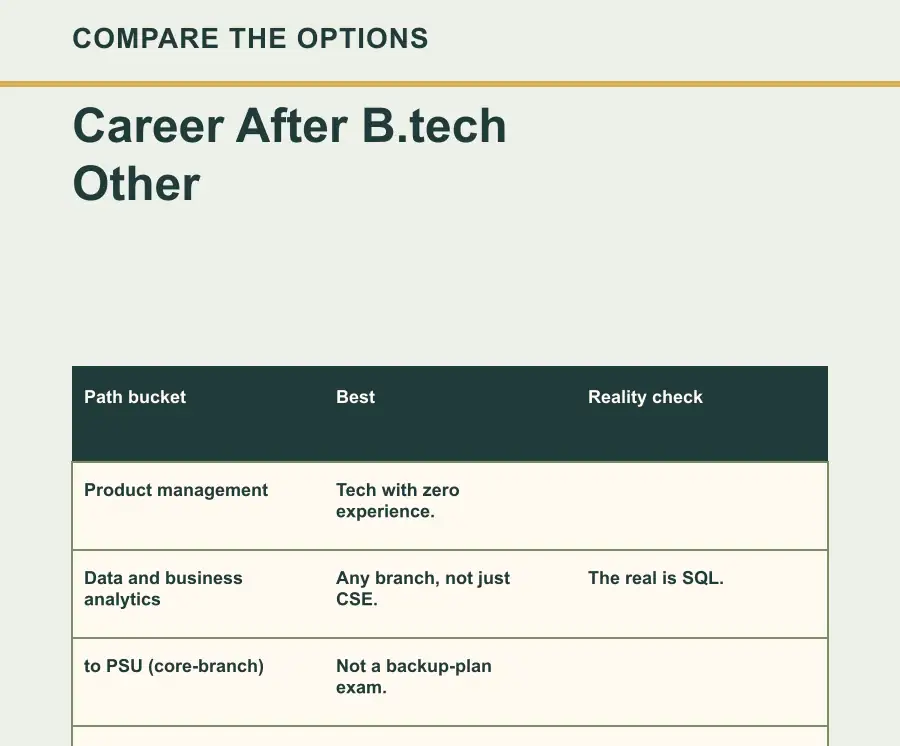 COMPARE THE OPTIONS
Career After B.tech
Other
Path bucket
Best
Reality check
Product management
Tech with zero
experience.
Data and business
analytics
Any branch, not just
CSE.
The real is SQL.
to PSU (core-branch)
Not a backup-plan
exam.